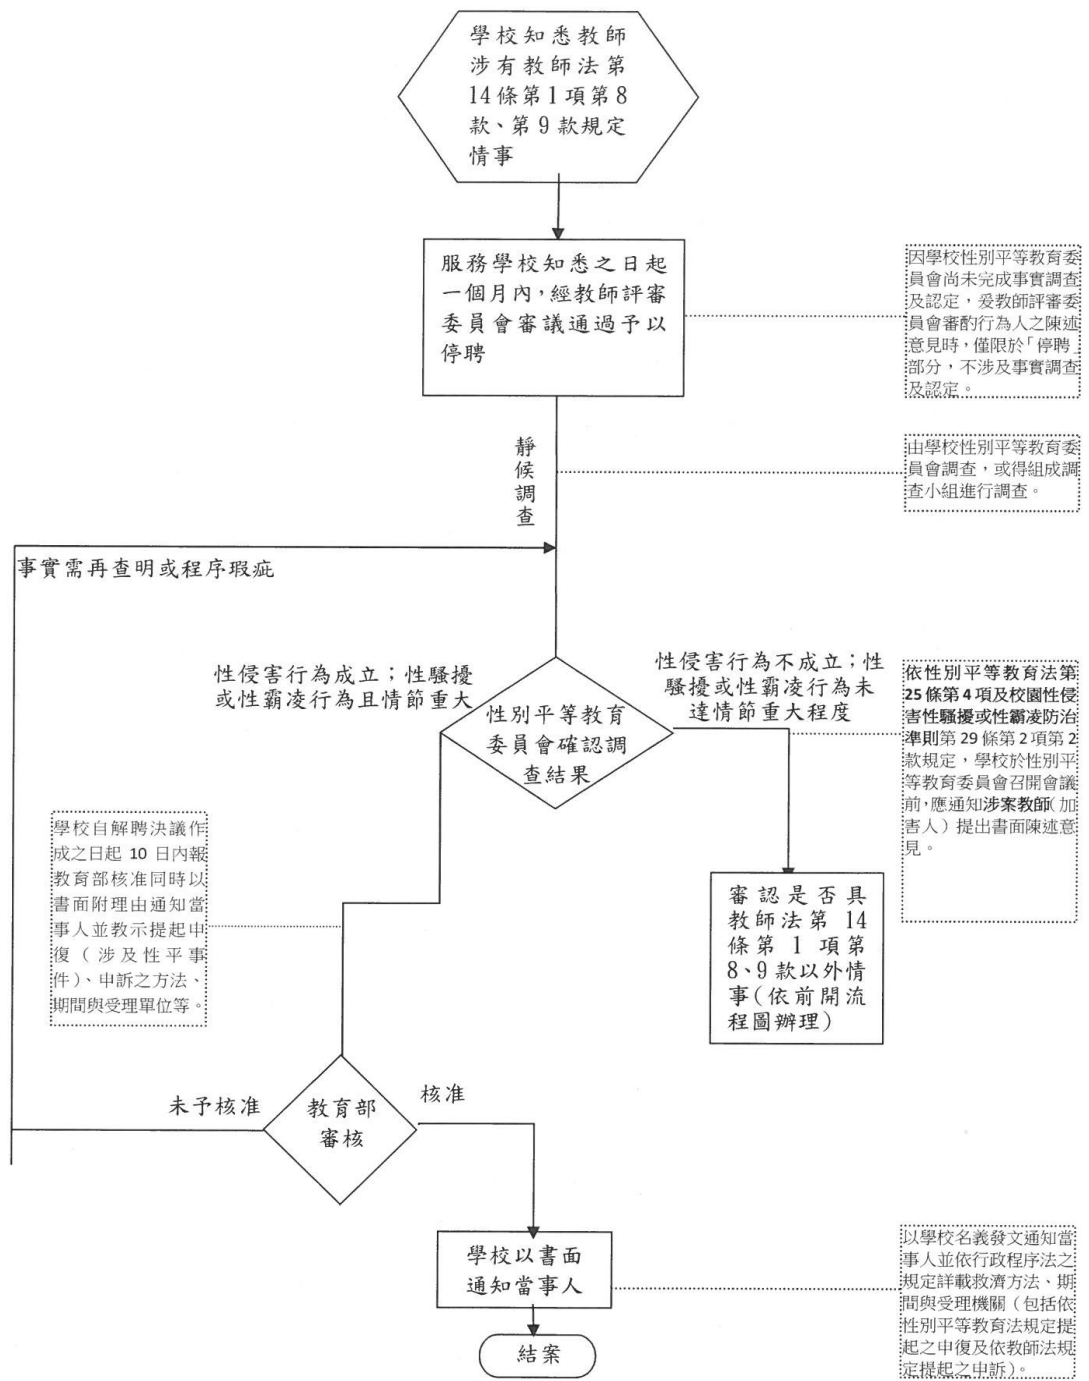 學校知悉教師
涉有教師法第
14條第1項第8
款、第9款規定
情事
服務學校知悉之日起
一個月內，經教師評審
委員會審議通過予以
停聘
因學校性別平等教育委
員會尚未完成事實調查
及認定，爰教師評審委
員會審酌行為人之陳述
意見時，僅限於「停聘」
部分，不涉及事實調查
及認定。
靜
候
調
查
由學校性別平等教育委
員會調查，或得組成調
查小組進行調查。
事實需再查明或程序瑕疵
性侵害行為成立；性騷擾
或性霸凌行為且情節重大
性侵害行為不成立；性
騷擾或性霸凌行為未
達情節重大程度
性別平等教育
委員會確認調
查結果
依性別平等教育法第
25條第4項及校園性侵
害性騷擾或性霸凌防治
準則第29條第2項第2
款規定，學校於性別平
等教育委員會召開會議
前，應通知涉案教師（加
害人）提出書面陳述意
見。
學校自解聘決議作
成之日起 10 日內報
教育部核准同時以
書面附理由通知當
事人並教示提起申
復（涉及性平事
件）、申訴之方法、
期間與受理單位等。
審認是否具
教師法第 14
條第 1 項第
8、9款以外情
事（依前開流
程圖辦理）
未予核准
教育部
審核
核准
學校以書面
通知當事人
以學校名義發文通知當
事人並依行政程序法之
規定詳載救濟方法、期
間與受理機關（包括依
性別平等教育法規定提
起之申復及依教師法規
定提起之申訴）。
結案